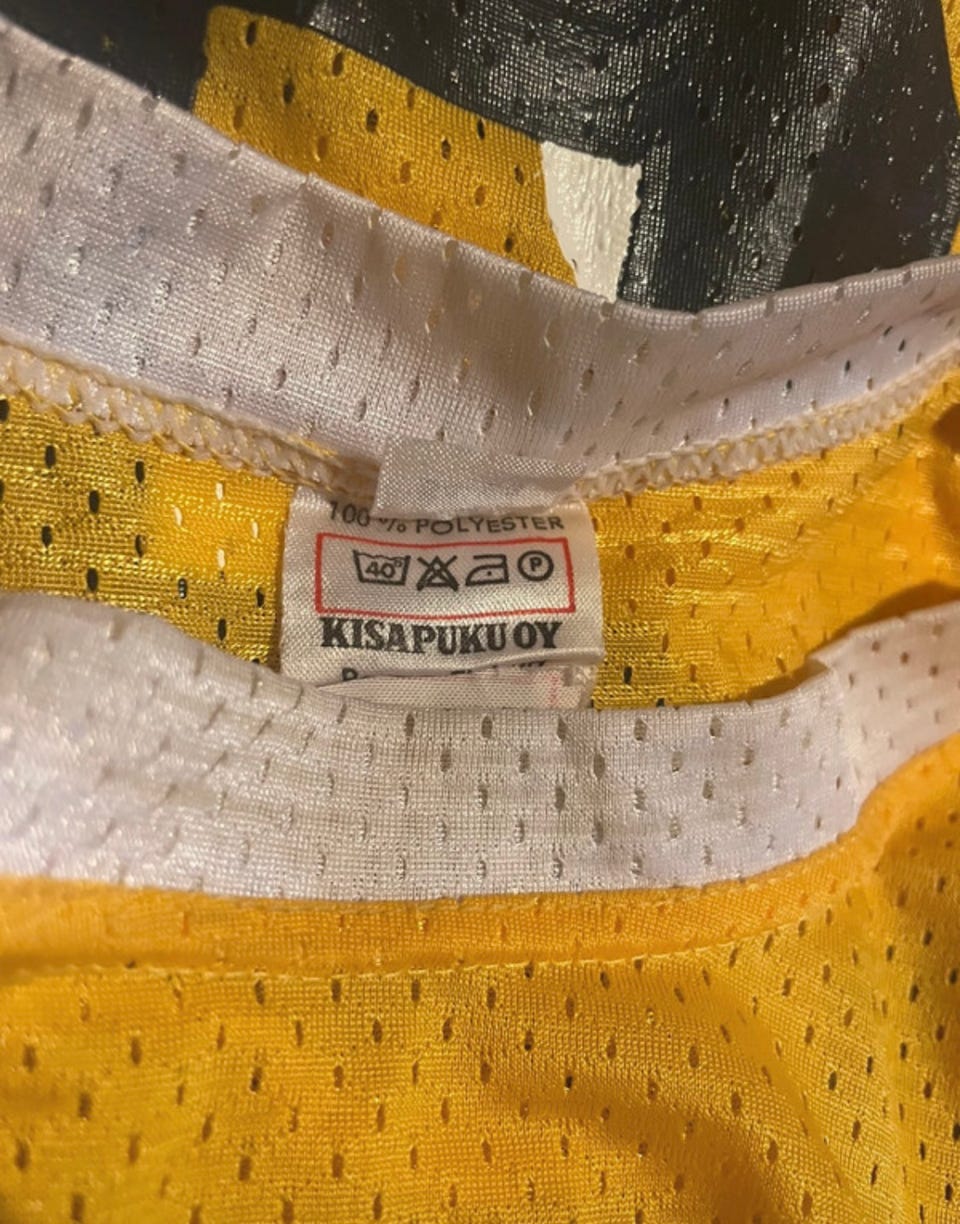 100 % POLYESTER
40° P
KISAPUKU OY